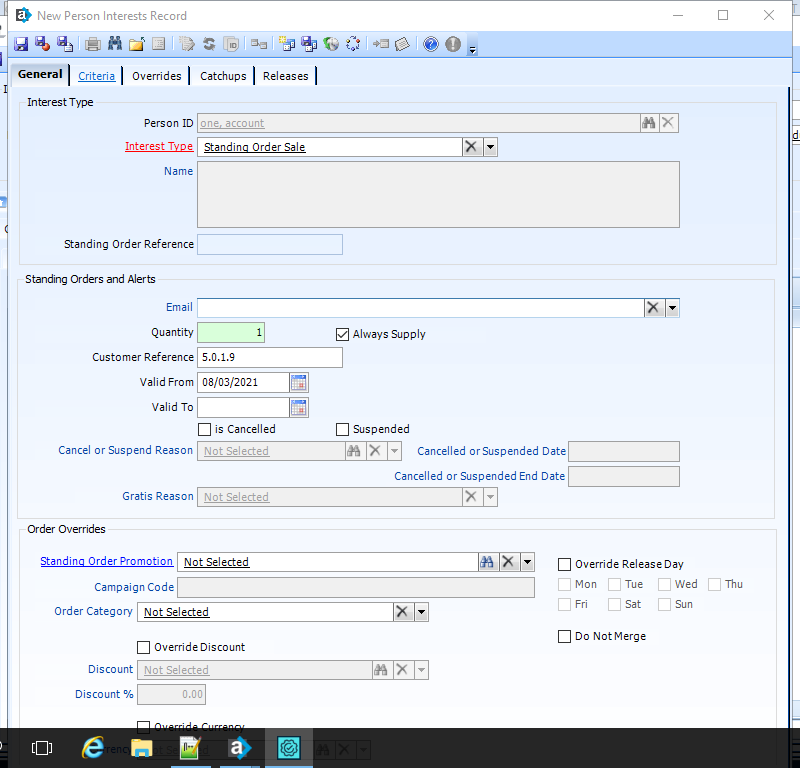 New Person Interests Record
General Criteria Overrides Catchups Releases
Interest Type
Person ID one, account
Interest Type Standing Order Sale
Name
Standing Order Reference
Standing Orders and Alerts
Email
Quantity 1 Always Supply
Customer Reference 5.0.1.9
Valid From 08/03/2021
Valid To
is Cancelled Suspended
Cancel or Suspend Reason Not Selected Cancelled or Suspended Date
Cancelled or Suspended End Date
Gratis Reason Not Selected
Order Overrides
Standing Order Promotion Not Selected Override Release Day
Campaign Code Mon Tue Wed Thu
Fri Sat Sun
Order Category Not Selected
Do Not Merge
Override Discount
Discount Not Selected
Discount % 0.00
Override Currency